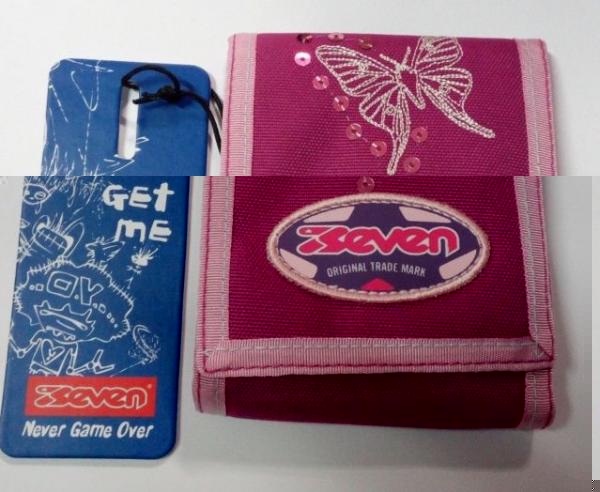 GET
ME
Seven
Never Game Over
Seven
ORIGINAL TRADE MARK